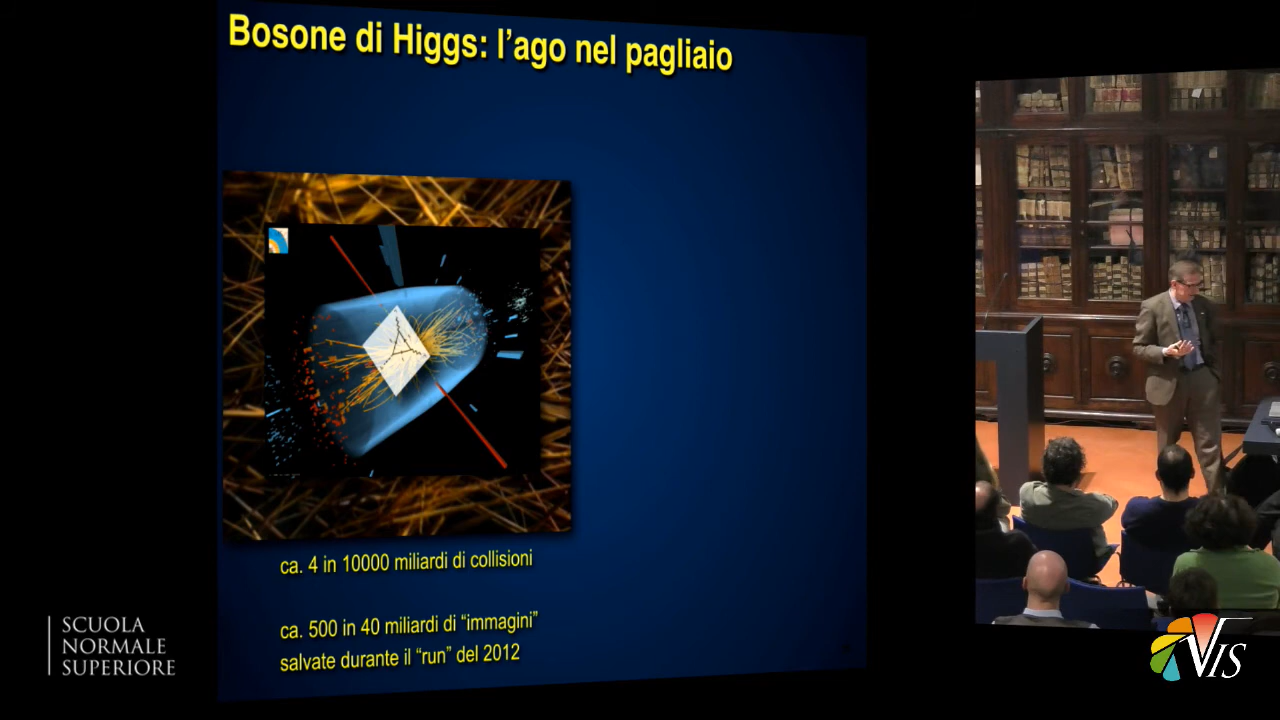 Bosone di Higgs: l’ago nel pagliaio
ca. 4 in 10000 miliardi di collisioni
ca. 500 in 40 miliardi di “immagini”
salvate durante il “run” del 2012
SCUOLA
NORMALE
SUPERIORE
VIS